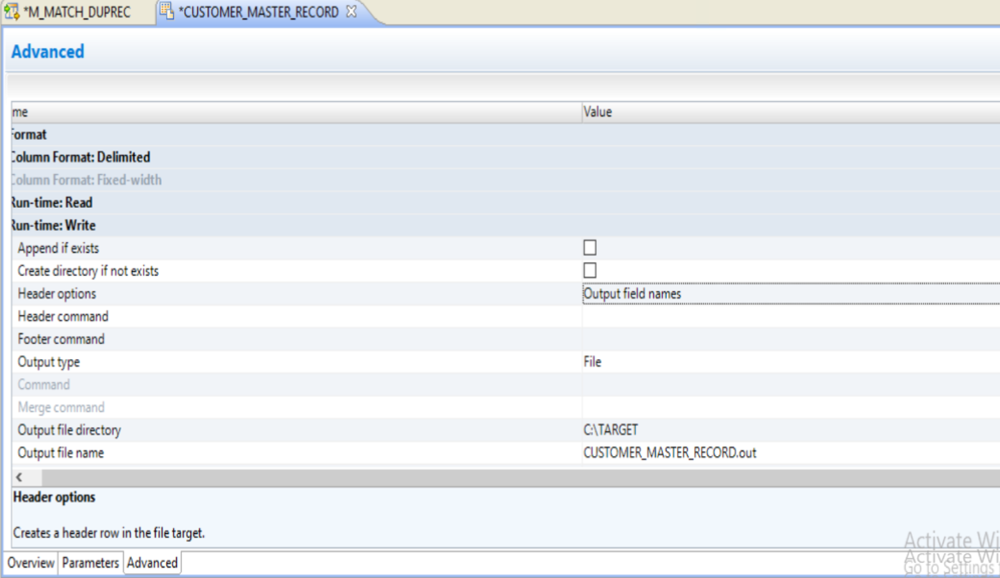 *M_MATCH_DUPREC *CUSTOMER_MASTER_RECORD
Advanced
me Value
Format
Column Format: Delimited
Column Format: Fixed-width
Run-time: Read
Run-time: Write
Append if exists
Create directory if not exists
Header options Output field names
Header command
Footer command
Output type File
Command
Merge command
Output file directory C:\TARGET
Output file name CUSTOMER_MASTER_RECORD.out
Header options
Creates a header row in the file target.
Activate Wi
Activate Wi
Go to Settings
Overview Parameters Advanced